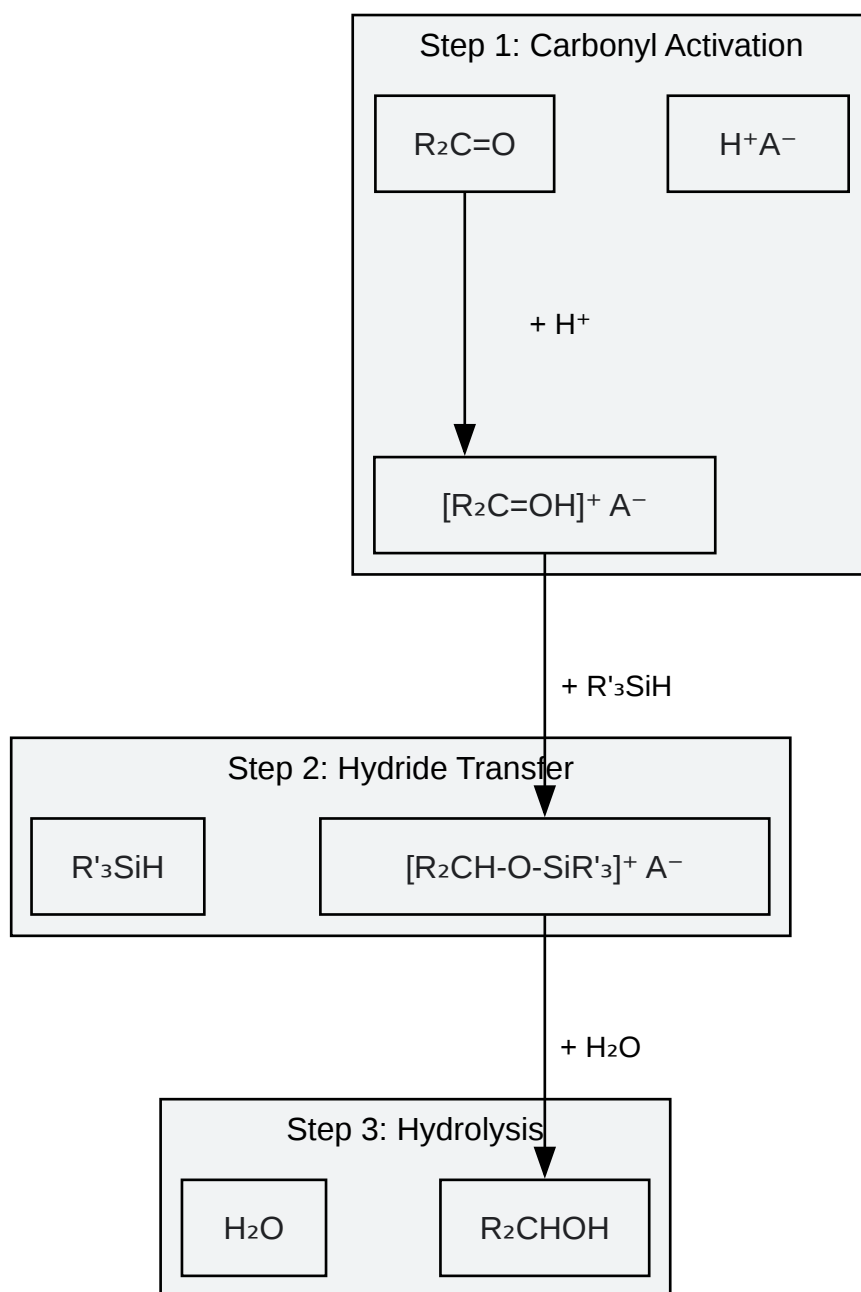 Step 1: Carbonyl Activation
R₂C=O
H⁺A⁻
+ H⁺
[R₂C=OH]⁺ A⁻
+ R'₃SiH
Step 2: Hydride Transfer
R'₃SiH
[R₂CH-O-SiR'₃]⁺ A⁻
+ H₂O
Step 3: Hydrolysis
H₂O
R₂CHOH